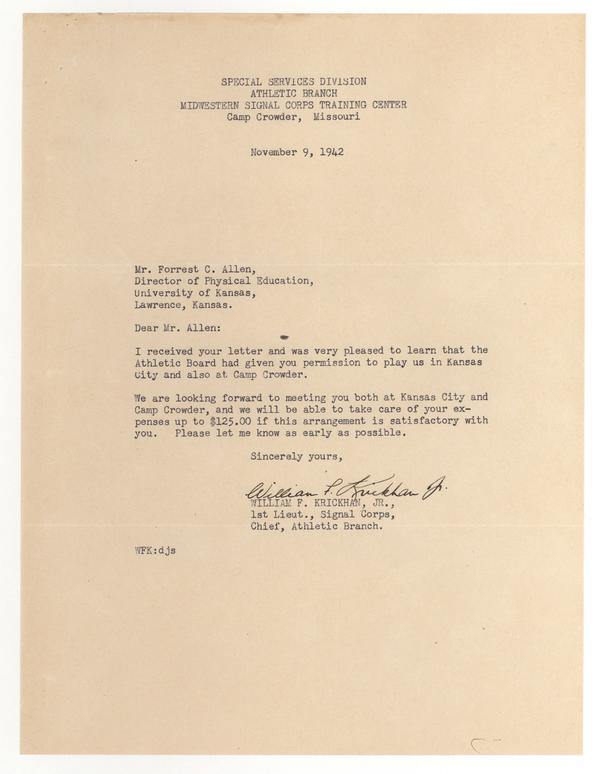 SPECIAL SERVICES DIVISION
ATHLETIC BRANCH
MIDWESTERN SIGNAL CORPS TRAINING CENTER
Camp Crowder, Missouri
November 9, 1942
Mr. Forrest C. Allen,
Director of Physical Education,
University of Kansas,
Lawrence, Kansas.
Dear Mr. Allen:
I received your letter and was very pleased to learn that the
Athletic Board had given you permission to play us in Kansas
City and also at Camp Crowder.
We are looking forward to meeting you both at Kansas City and
Camp Crowder, and we will be able to take care of your ex-
penses up to $125.00 if this arrangement is satisfactory with
you. Please let me know as early as possible.
Sincerely yours,
William F. Krickhan Jr.
WILLIAM F. KRICKHAN, JR.,
1st Lieut., Signal Corps,
Chief, Athletic Branch.
WFK:djs